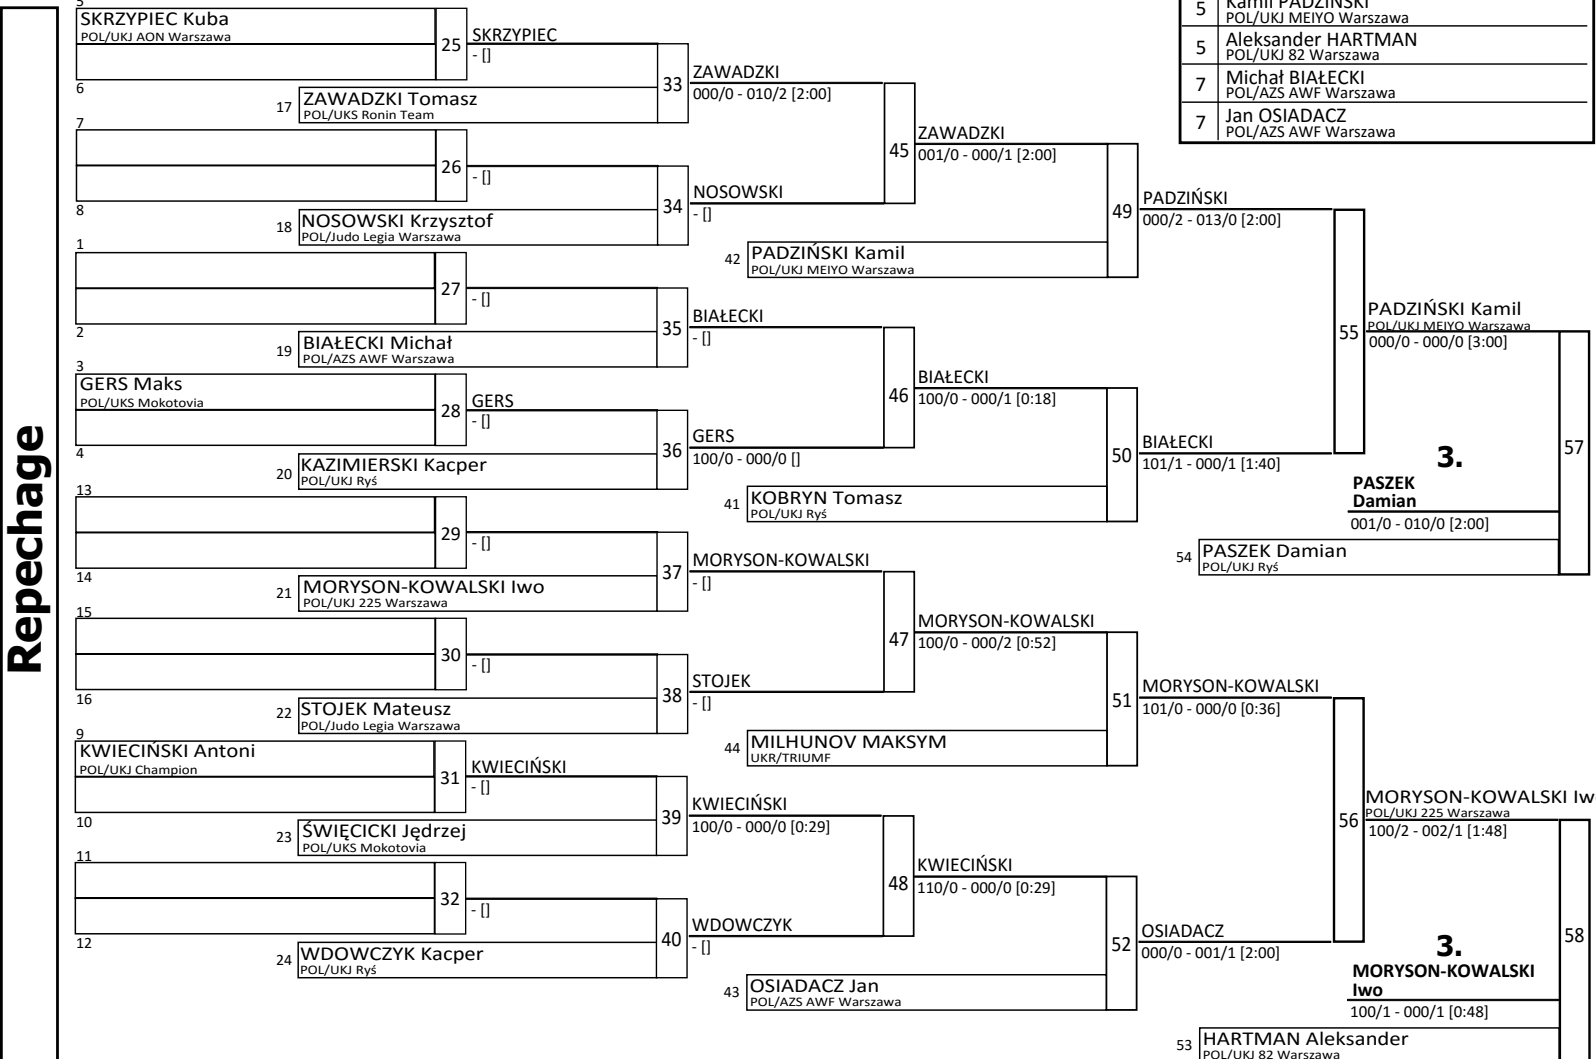 Repechage
5
SKRZYPIEC Kuba
POL/UKJ AON Warszawa
25
SKRZYPIEC
- []
6
17
ZAWADZKI Tomasz
POL/UKS Ronin Team
33
ZAWADZKI
000/0 - 010/2 [2:00]
7
26
- []
8
18
NOSOWSKI Krzysztof
POL/Judo Legia Warszawa
34
NOSOWSKI
- []
45
ZAWADZKI
001/0 - 000/1 [2:00]
42
PADZIŃSKI Kamil
POL/UKJ MEIYO Warszawa
49
PADZIŃSKI
000/2 - 013/0 [2:00]
1
27
- []
2
19
BIAŁECKI Michał
POL/AZS AWF Warszawa
35
BIAŁECKI
- []
3
GERS Maks
POL/UKS Mokotovia
28
GERS
- []
4
20
KAZIMIERSKI Kacper
POL/UKJ Ryś
36
GERS
100/0 - 000/0 []
46
BIAŁECKI
100/0 - 000/1 [0:18]
41
KOBRYN Tomasz
POL/UKJ Ryś
50
BIAŁECKI
101/1 - 000/1 [1:40]
55
PADZIŃSKI Kamil
POL/UKJ MEIYO Warszawa
000/0 - 000/0 [3:00]
57
3.
PASZEK
Damian
001/0 - 010/0 [2:00]
54
PASZEK Damian
POL/UKJ Ryś
13
29
- []
14
21
MORYSON-KOWALSKI Iwo
POL/UKJ 225 Warszawa
37
MORYSON-KOWALSKI
- []
15
30
- []
16
22
STOJEK Mateusz
POL/Judo Legia Warszawa
38
STOJEK
- []
47
MORYSON-KOWALSKI
100/0 - 000/2 [0:52]
44
MILHUNOV MAKSYM
UKR/TRIUMF
51
MORYSON-KOWALSKI
101/0 - 000/0 [0:36]
9
KWIECIŃSKI Antoni
POL/UKJ Champion
31
KWIECIŃSKI
- []
10
23
ŚWIĘCICKI Jędrzej
POL/UKS Mokotovia
39
KWIECIŃSKI
100/0 - 000/0 [0:29]
11
32
- []
12
24
WDOWCZYK Kacper
POL/UKJ Ryś
40
WDOWCZYK
- []
48
KWIECIŃSKI
110/0 - 000/0 [0:29]
43
OSIADACZ Jan
POL/AZS AWF Warszawa
52
OSIADACZ
000/0 - 001/1 [2:00]
56
MORYSON-KOWALSKI Iw
POL/UKJ 225 Warszawa
100/2 - 002/1 [1:48]
58
3.
MORYSON-KOWALSKI
Iwo
100/1 - 000/1 [0:48]
53
HARTMAN Aleksander
POL/UKJ 82 Warszawa
5 Kamil PADZIŃSKI
POL/UKJ MEIYO Warszawa
5 Aleksander HARTMAN
POL/UKJ 82 Warszawa
7 Michał BIAŁECKI
POL/AZS AWF Warszawa
7 Jan OSIADACZ
POL/AZS AWF Warszawa